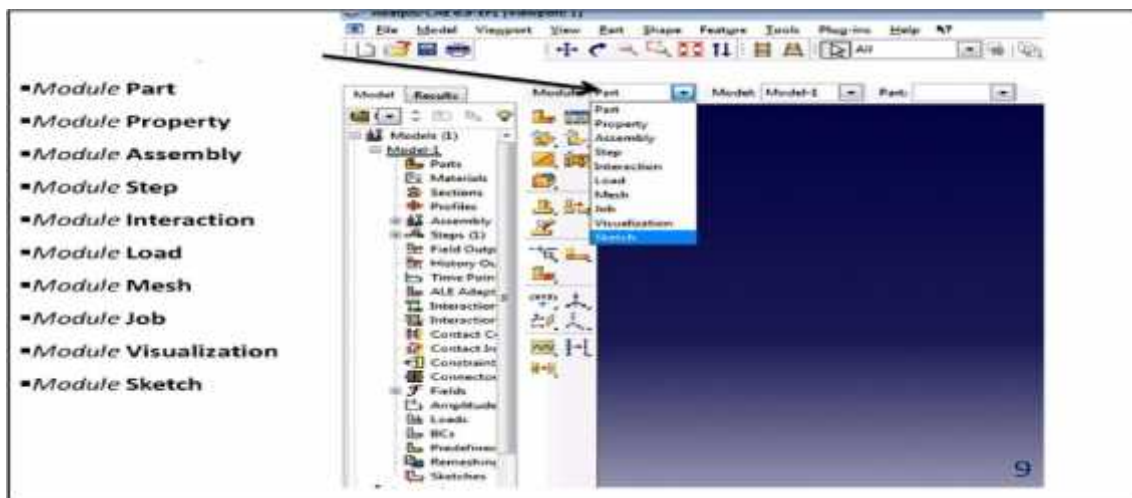 ▪Module Part
▪Module Property
▪Module Assembly
▪Module Step
▪Module Interaction
▪Module Load
▪Module Mesh
▪Module Job
▪Module Visualization
▪Module Sketch
File Model Viewport View Part Shape Feature Tools Plug-ins Help
All
Model Results
Module Part Model: Model-1 Part:
Part
Property
Assembly
Step
Interaction
Load
Mesh
Job
Visualization
Sketch
Models (1)
Model-1
Parts
Materials
Sections
Profiles
Assembly
Steps (1)
Field Outp
History Ou
Time Poin
ALE Adapt
Interaction
Interaction
Contact C
Contact In
Constraint
Connector
Fields
Amplitude
Loads
BCs
Predefined
Remeshing
Sketches
9